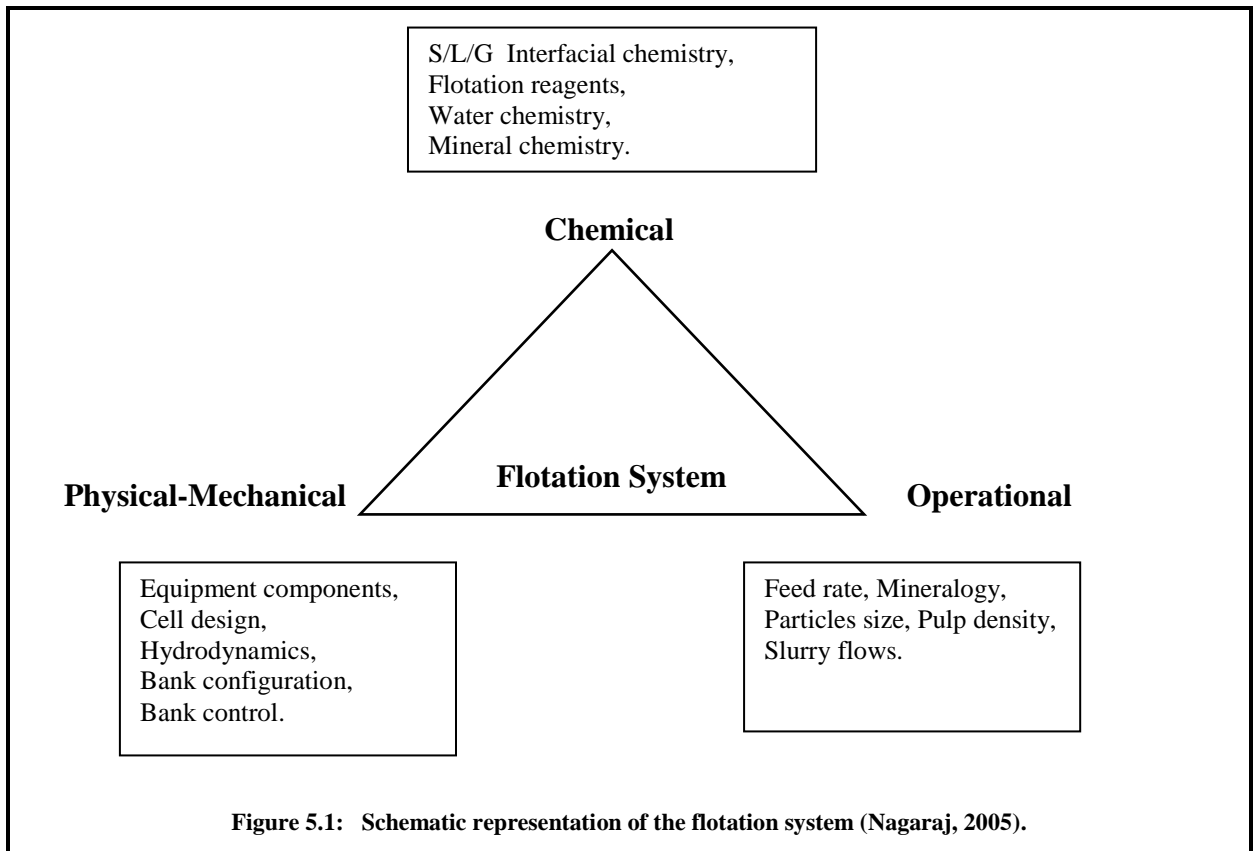 S/L/G Interfacial chemistry,
Flotation reagents,
Water chemistry,
Mineral chemistry.
Chemical
Flotation System
Physical-Mechanical
Operational
Equipment components,
Cell design,
Hydrodynamics,
Bank configuration,
Bank control.
Feed rate, Mineralogy,
Particles size, Pulp density,
Slurry flows.
Figure 5.1: Schematic representation of the flotation system (Nagaraj, 2005).